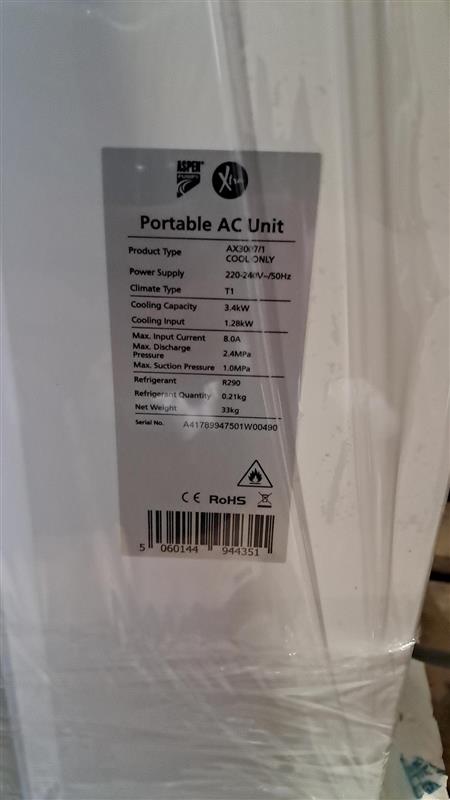 ASPEN
Xtra
Portable AC Unit
Product Type AX3007/1
COOL ONLY
Power Supply 220-240V~/50Hz
Climate Type T1
Cooling Capacity 3.4kW
Cooling Input 1.28kW
Max. Input Current 8.0A
Max. Discharge Pressure 2.4MPa
Max. Suction Pressure 1.0MPa
Refrigerant R290
Refrigerant Quantity 0.21kg
Net Weight 33kg
Serial No. A41789947501W00490
CE RoHS
5 060144 944351